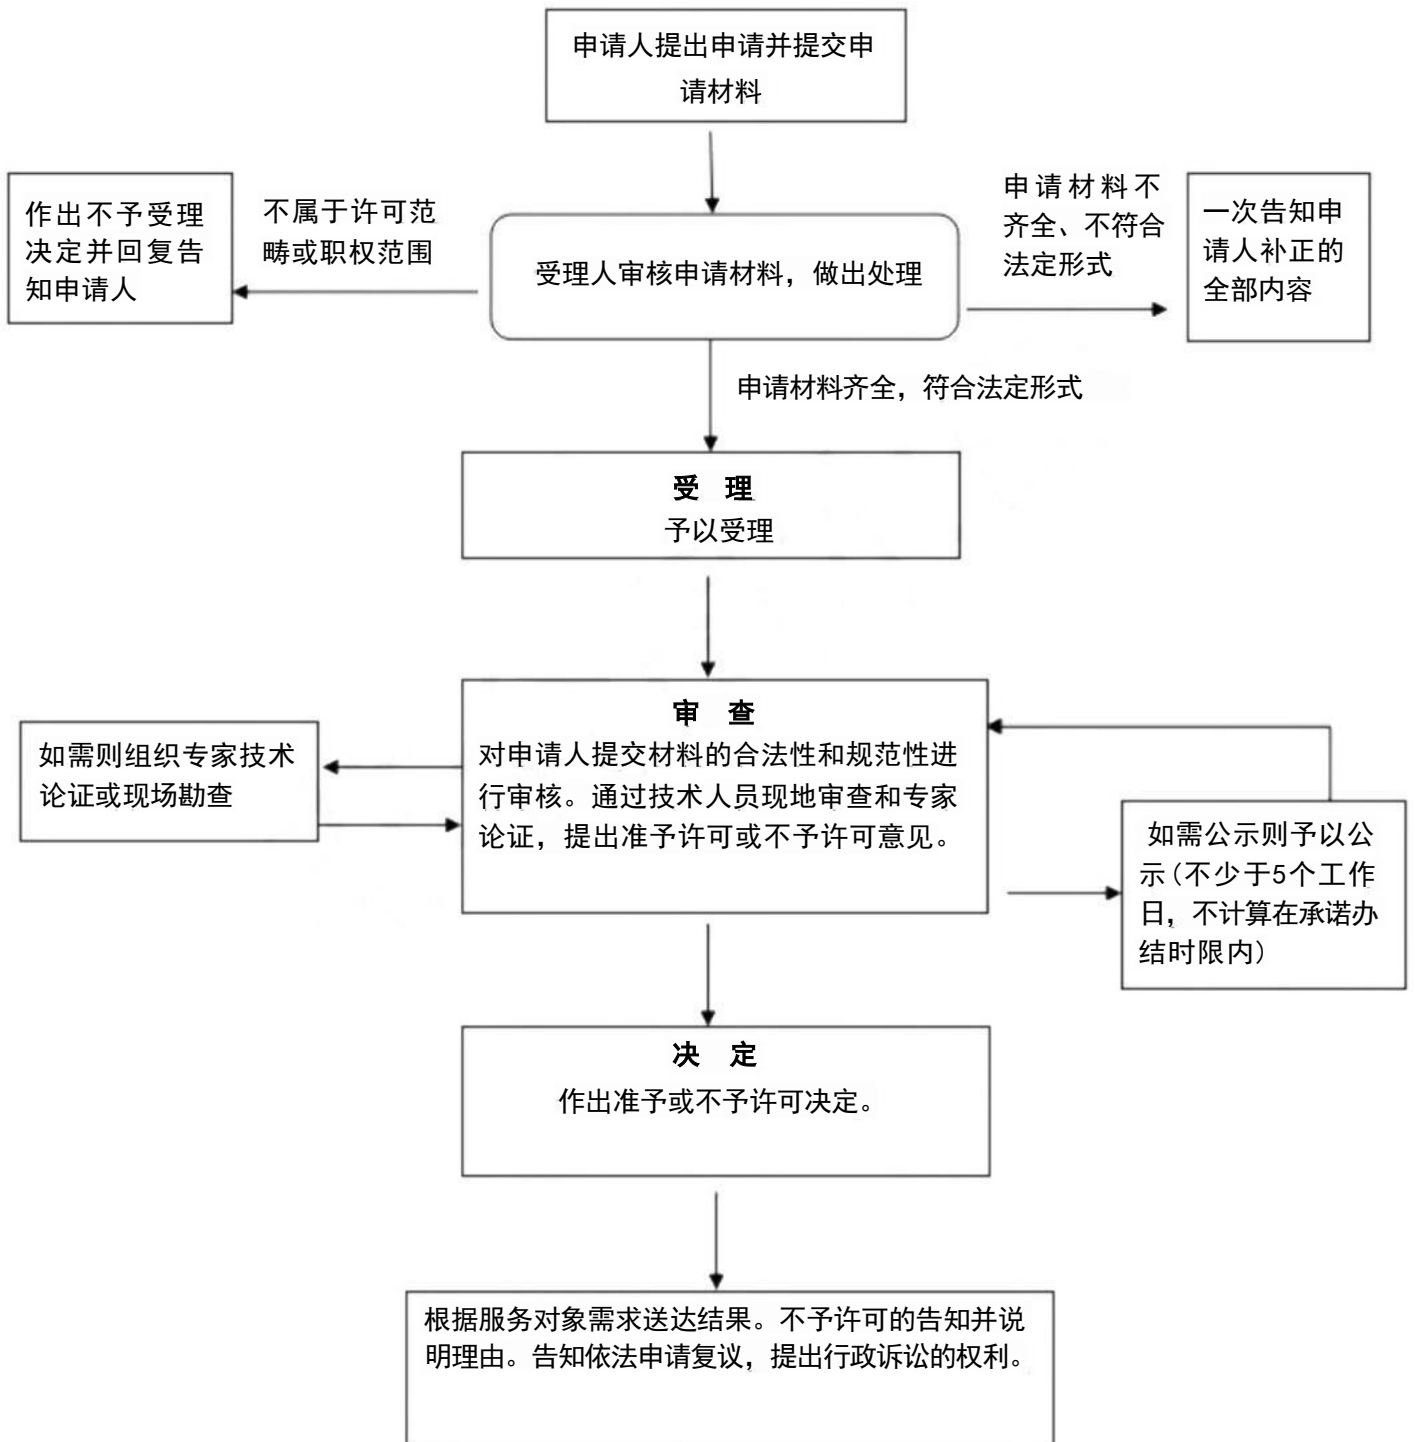 申请人提出申请并提交申
请材料
作出不予受理
决定并回复告
知申请人
不属于许可范
畴或职权范围
受理人审核申请材料，做出处理
申请材料不
齐全、不符合
法定形式
一次告知申
请人补正的
全部内容
申请材料齐全，符合法定形式
受 理
予以受理
审 查
对申请人提交材料的合法性和规范性进
行审核。通过技术人员现地审查和专家
论证，提出准予许可或不予许可意见。
如需则组织专家技术
论证或现场勘查
如需公示则予以公
示(不少于5个工作
日，不计算在承诺办
结时限内)
决 定
作出准予或不予许可决定。
根据服务对象需求送达结果。不予许可的告知并说
明理由。告知依法申请复议，提出行政诉讼的权利。